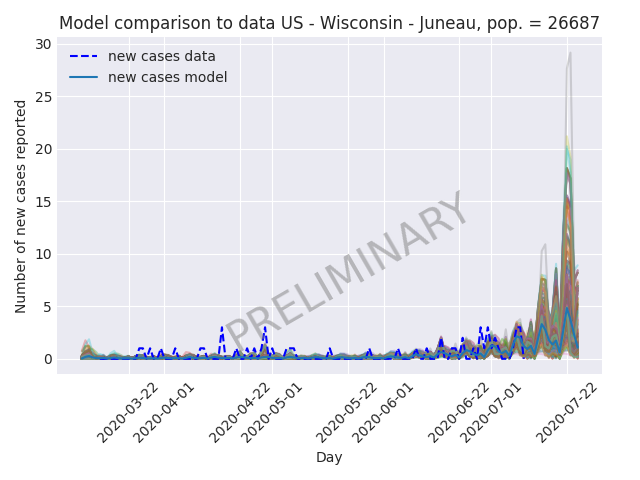 Model comparison to data US - Wisconsin - Juneau, pop. = 26687
new cases data
new cases model
Number of new cases reported
30
25
20
15
10
5
0
PRELIMINARY
2020-03-22
2020-04-01
2020-04-22
2020-05-01
2020-05-22
2020-06-01
2020-06-22
2020-07-01
2020-07-22
Day